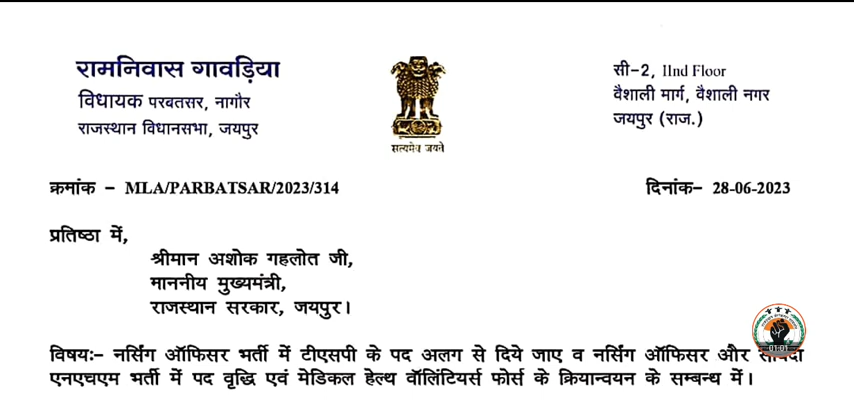 रामनिवास गावड़िया
विधायक परबतसर, नागौर
राजस्थान विधानसभा, जयपुर
सत्यमेव जयते
सी-2, IInd Floor
वैशाली मार्ग, वैशाली नगर
जयपुर (राज.)
क्रमांक - MLA/PARBATSAR/2023/314
दिनांक- 28-06-2023
प्रतिष्ठा में,
श्रीमान अशोक गहलोत जी,
माननीय मुख्यमंत्री,
राजस्थान सरकार, जयपुर।
विषयः- नर्सिंग ऑफिसर भर्ती में टीएसपी के पद अलग से दिये जाए व नर्सिंग ऑफिसर और
एनएचएम भर्ती में पद वृद्धि एवं मेडिकल हेल्थ वॉलिंटियर्स फोर्स के क्रियान्वयन के सम्बन्ध में।